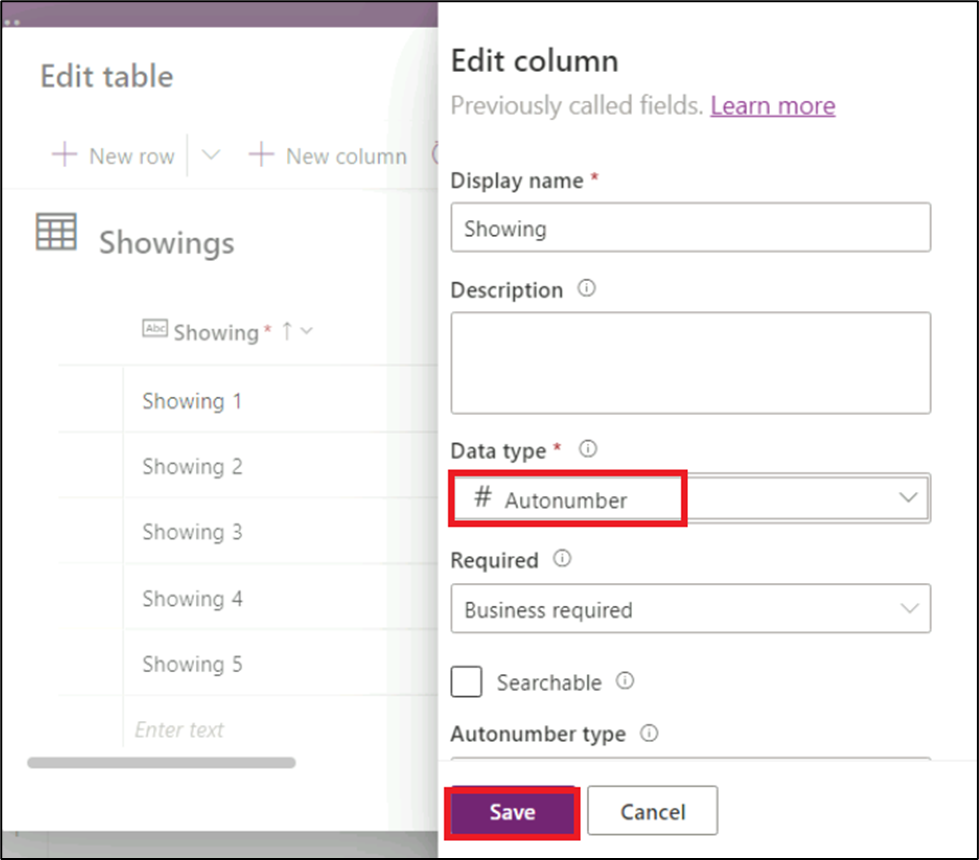 Edit table
New row
New column
Showings
Abc Showing *
Showing 1
Showing 2
Showing 3
Showing 4
Showing 5
Enter text
Edit column
Previously called fields. Learn more
Display name *
Showing
Description
Data type *
# Autonumber
Required
Business required
Searchable
Autonumber type
Save
Cancel